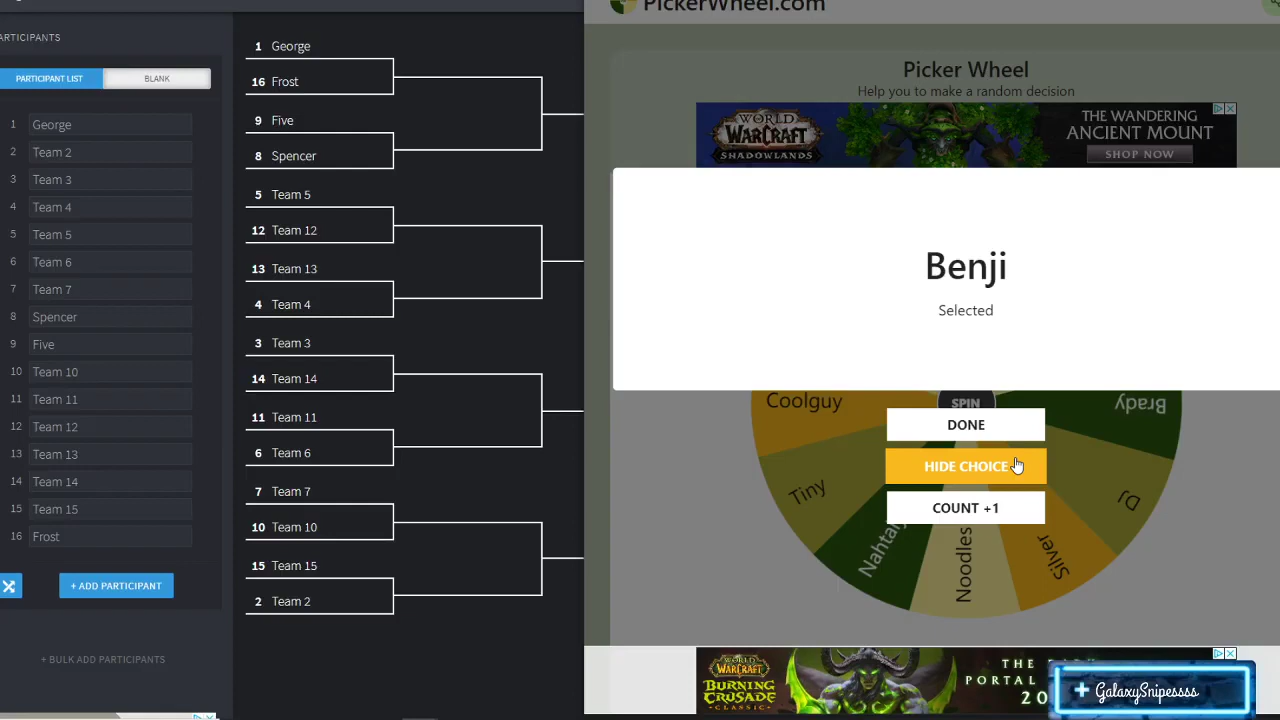 PickerWheel.com
ARTICIPANTS
PARTICIPANT LIST
BLANK
1 George
2 Team 2
3 Team 3
4 Team 4
5 Team 5
6 Team 6
7 Team 7
8 Spencer
9 Five
10 Team 10
11 Team 11
12 Team 12
13 Team 13
14 Team 14
15 Team 15
16 Frost
+ ADD PARTICIPANT
+ BULK ADD PARTICIPANTS
1 George
16 Frost
9 Five
8 Spencer
5 Team 5
12 Team 12
13 Team 13
4 Team 4
3 Team 3
14 Team 14
11 Team 11
6 Team 6
7 Team 7
10 Team 10
15 Team 15
2 Team 2
Picker Wheel
Help you to make a random decision
WORLD
WARCRAFT
SHADOWLANDS
THE WANDERING
ANCIENT MOUNT
SHOP NOW
Benji
Selected
Coolguy
SPIN
Brady
DONE
HIDE CHOICE
COUNT +1
Tiny
Nahta
Noodles
Silver
DJ
WORLD
WARCRAFT
BURNING CRUSADE
CLASSIC
THE
PORTAL
20
+ GalaxySnipessss